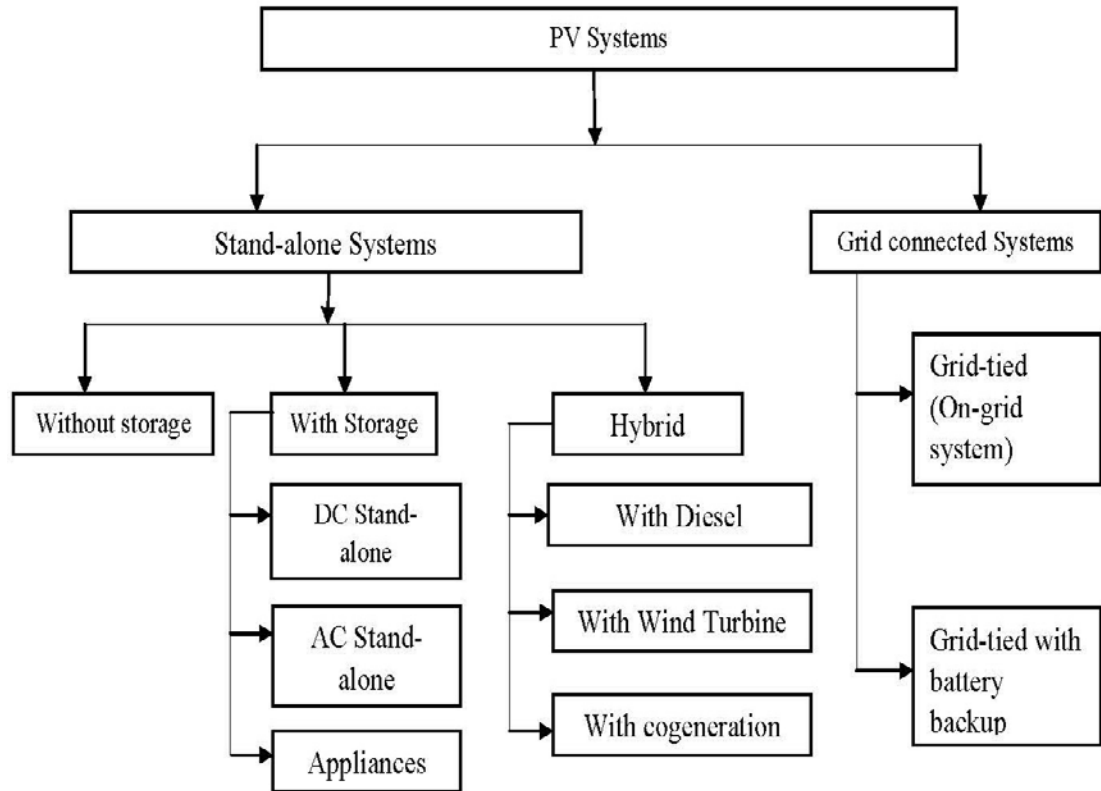 PV Systems
Stand-alone Systems
Grid connected Systems
Without storage
With Storage
Hybrid
Grid-tied
(On-grid
system)
DC Stand-
alone
With Diesel
AC Stand-
alone
With Wind Turbine
Grid-tied with
battery
backup
Appliances
With cogeneration